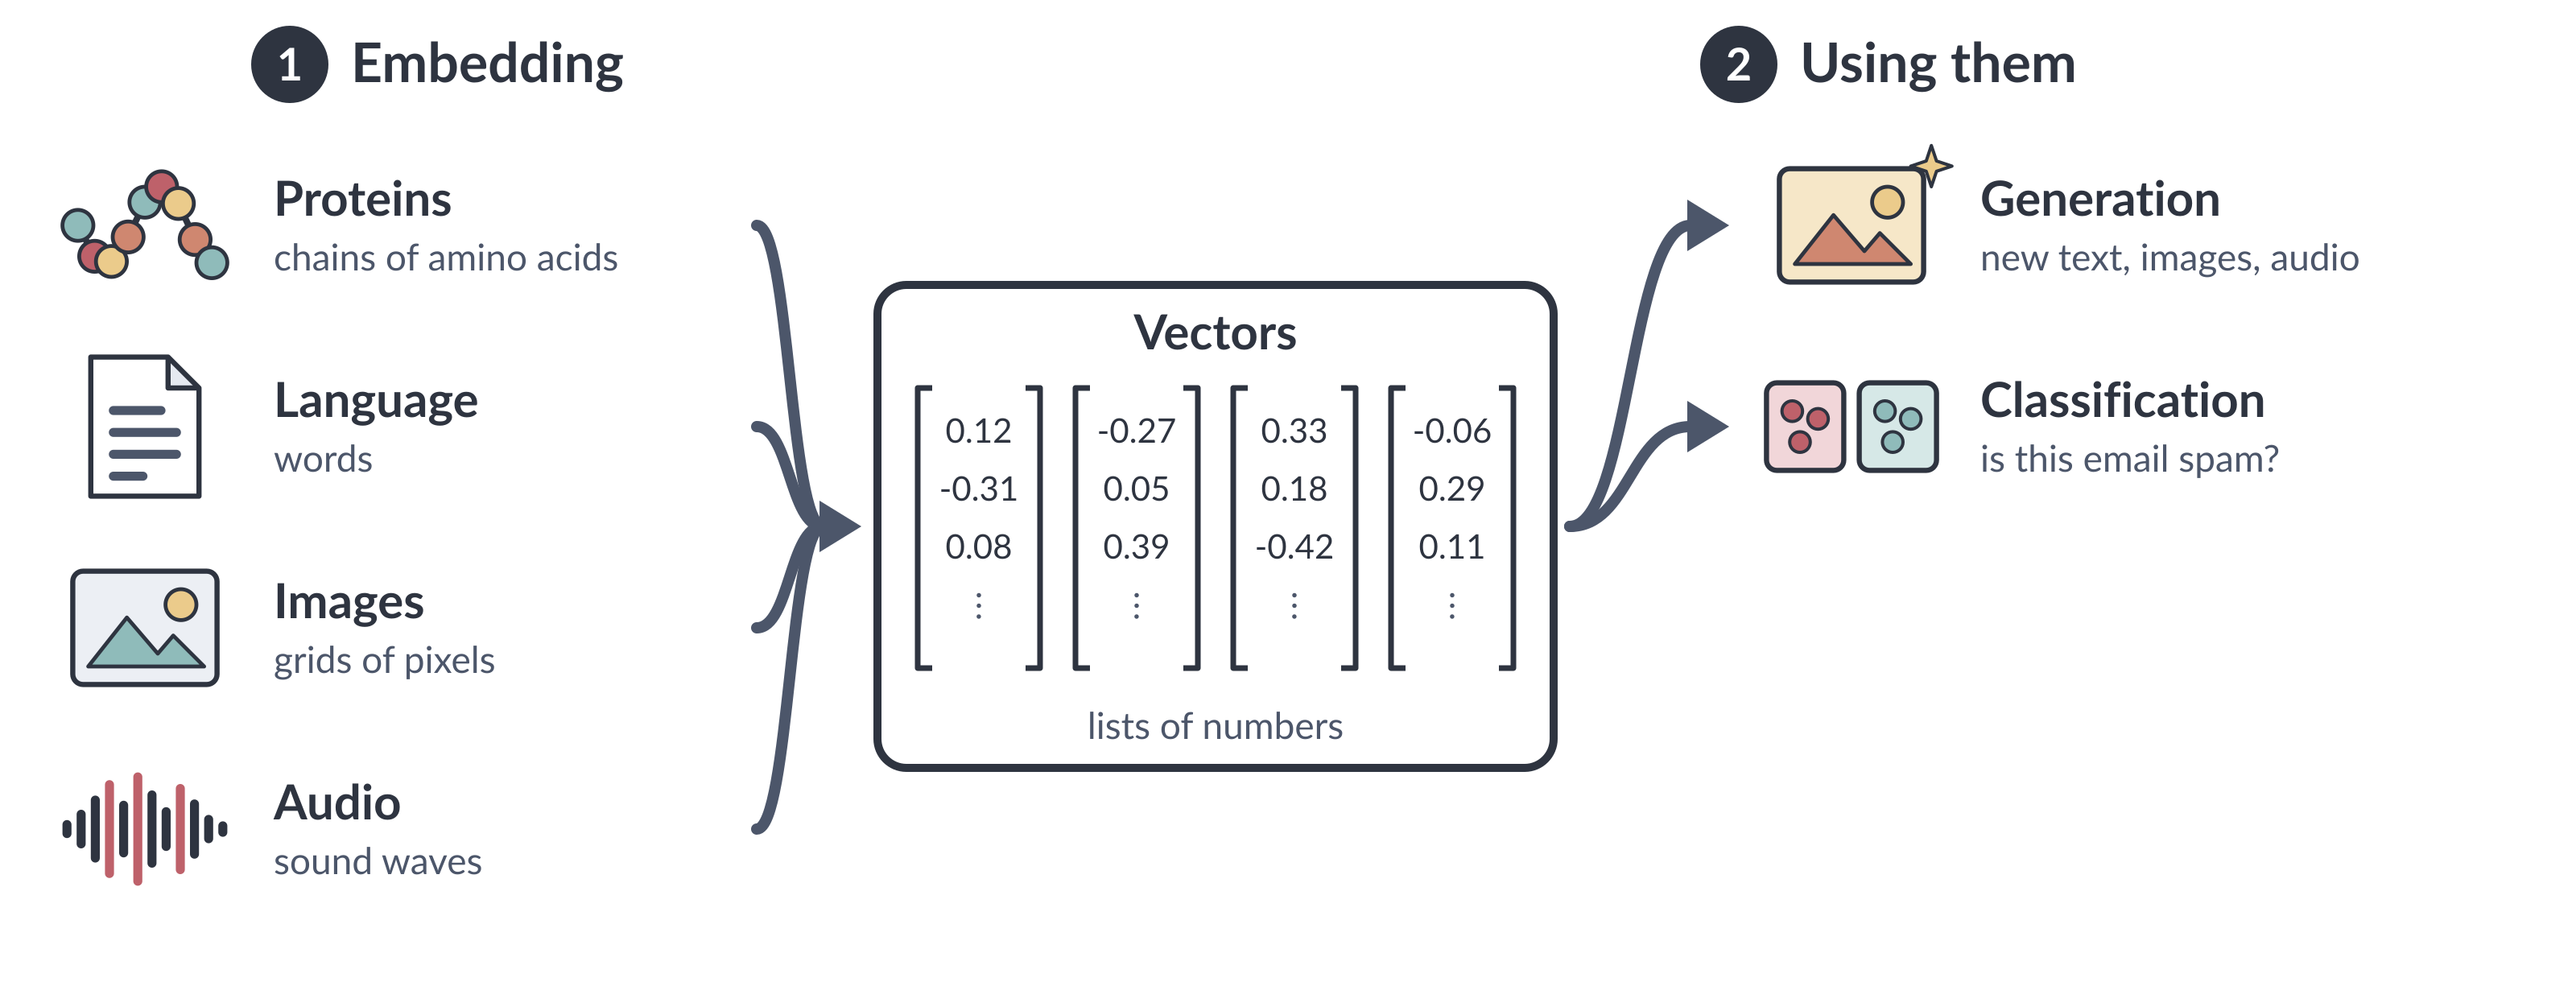 1 Embedding
Proteins
chains of amino acids
Language
words
Images
grids of pixels
Audio
sound waves
Vectors
0.12 -0.27 0.33 -0.06
-0.31 0.05 0.18 0.29
0.08 0.39 -0.42 0.11
⋮ ⋮ ⋮ ⋮
lists of numbers
2 Using them
Generation
new text, images, audio
Classification
is this email spam?